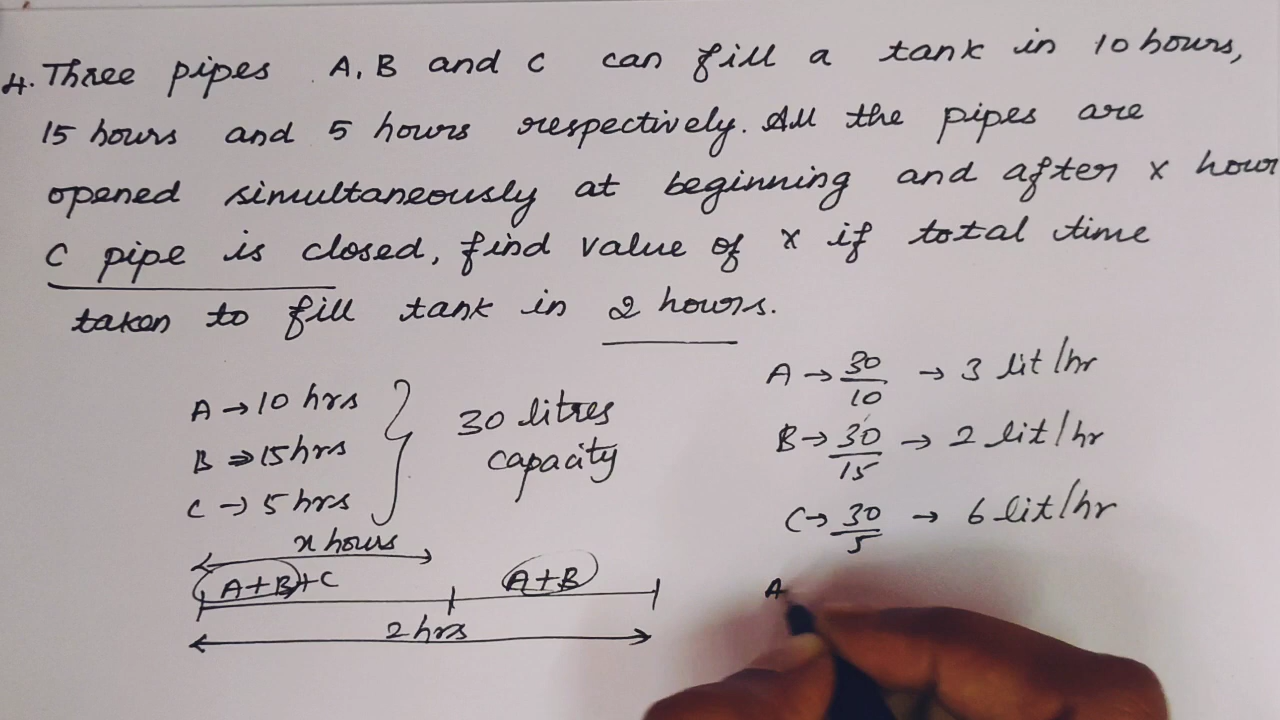 4. Three pipes A, B and C can fill a tank in 10 hours,
15 hours and 5 hours respectively. All the pipes are
opened simultaneously at beginning and after x hour
C pipe is closed, find value of x if total time
taken to fill tank in 2 hours.
A → 10 hrs
B → 15 hrs
C → 5 hrs
30 litres
capacity
A → 30/10 → 3 lit/hr
B → 30/15 → 2 lit/hr
C → 30/5 → 6 lit/hr
x hours
A+B+C
A+B
2 hrs
A